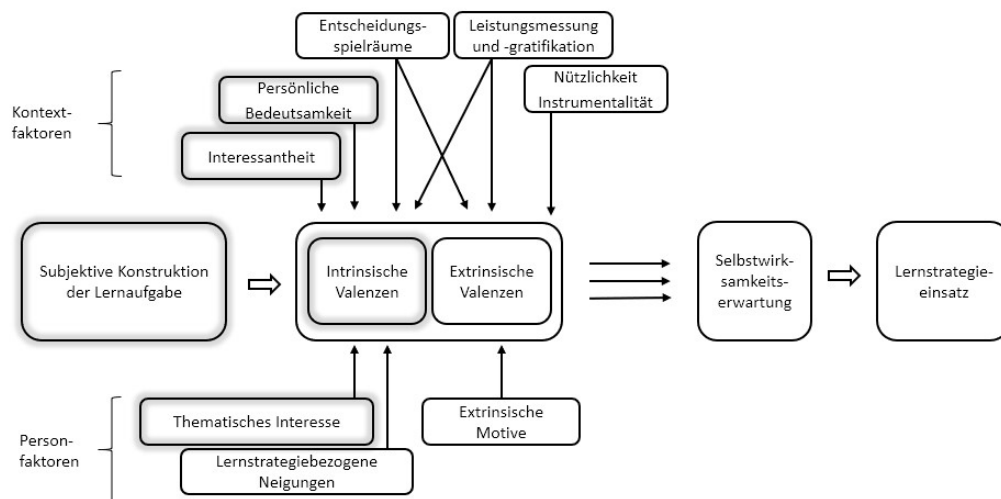 Entscheidungs-
spielräume
Leistungsmessung
und -gratifikation
Persönliche
Bedeutsamkeit
Nützlichkeit
Instrumentalität
Kontext-
faktoren
Interessantheit
Subjektive Konstruktion
der Lernaufgabe
Intrinsische
Valenzen
Extrinsische
Valenzen
Selbstwirk-
samkeits-
erwartung
Lernstrategie-
einsatz
Person-
faktoren
Thematisches Interesse
Extrinsische
Motive
Lernstrategiebezogene
Neigungen